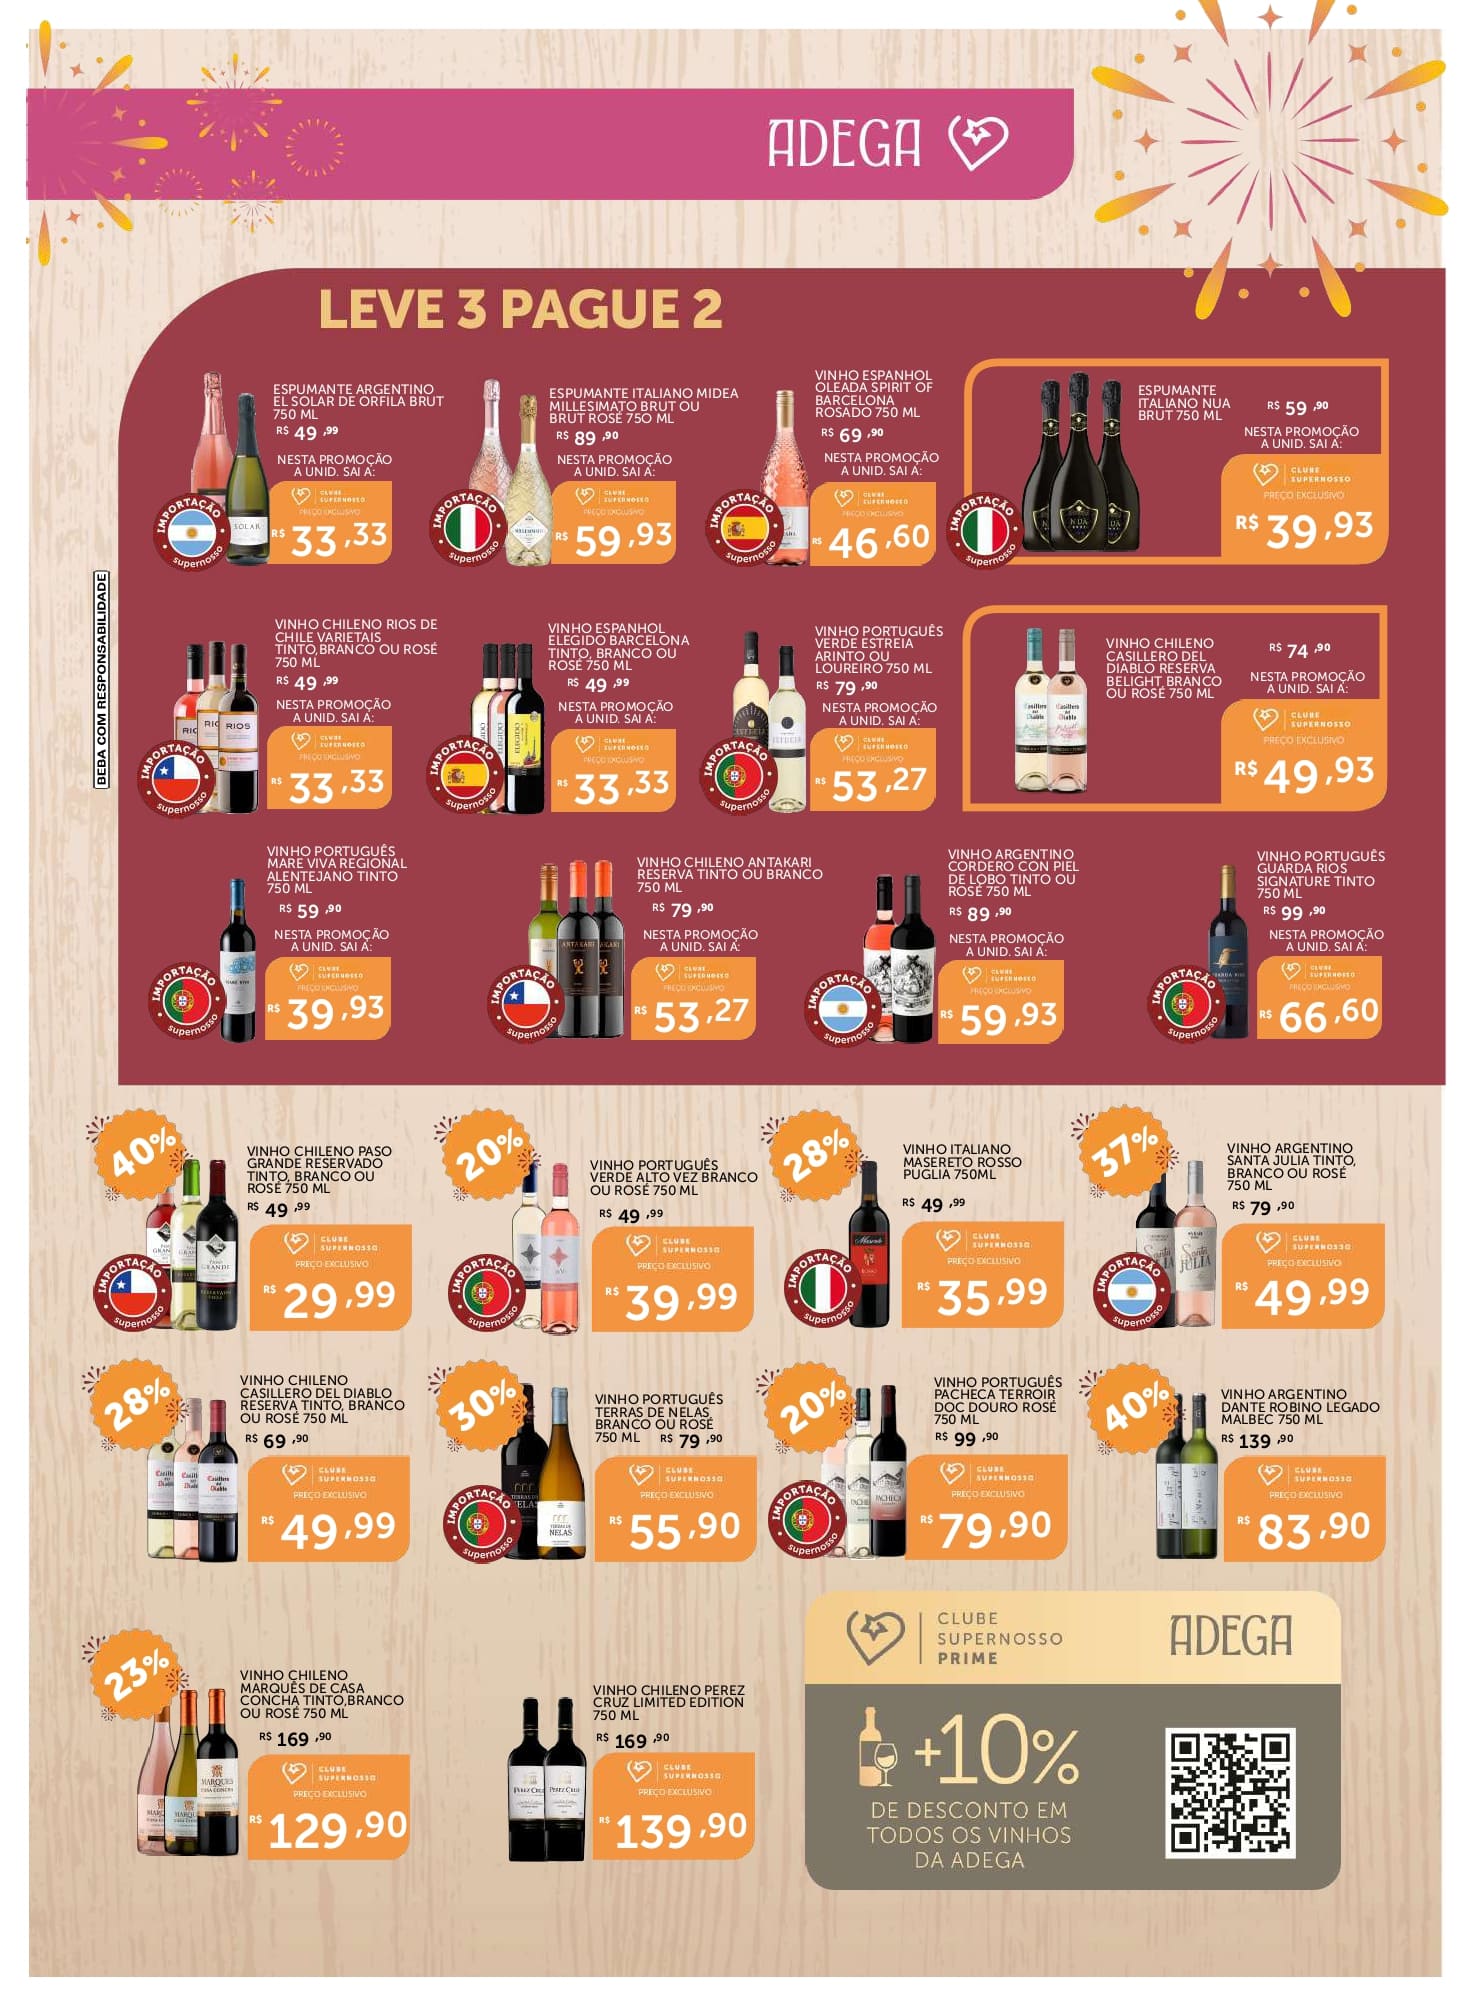 ADEGA
BEBA COM RESPONSABILIDADE
LEVE 3 PAGUE 2
ESPUMANTE ARGENTINO
EL SOLAR DE ORFILA BRUT
750 ML
R$ 49 ,99
NESTA PROMOÇÃO
A UNID. SAI A:
CLUBE
SUPERNOSSO
PREÇO EXCLUSIVO
R$ 33 ,33
IMPORTAÇÃO
supernosso
SOLAR
ESPUMANTE ITALIANO MIDEA
MILLESIMATO BRUT OU
BRUT ROSÉ 750 ML
R$ 89 ,90
NESTA PROMOÇÃO
A UNID. SAI A:
CLUBE
SUPERNOSSO
PREÇO EXCLUSIVO
R$ 59 ,93
IMPORTAÇÃO
supernosso
VINHO ESPANHOL
OLEADA SPIRIT OF
BARCELONA
ROSADO 750 ML
R$ 69 ,90
NESTA PROMOÇÃO
A UNID. SAI A:
CLUBE
SUPERNOSSO
PREÇO EXCLUSIVO
R$ 46 ,60
IMPORTAÇÃO
supernosso
ESPUMANTE
ITALIANO NUA
BRUT 750 ML
R$ 59 ,90
NESTA PROMOÇÃO
A UNID. SAI A:
CLUBE
SUPERNOSSO
PREÇO EXCLUSIVO
R$ 39 ,93
IMPORTAÇÃO
supernosso
VINHO CHILENO RIOS DE
CHILE VARIETAIS
TINTO,BRANCO OU ROSÉ
750 ML
R$ 49 ,99
NESTA PROMOÇÃO
A UNID. SAI A:
CLUBE
SUPERNOSSO
PREÇO EXCLUSIVO
R$ 33 ,33
IMPORTAÇÃO
supernosso
RIOS
VINHO ESPANHOL
ELEGIDO BARCELONA
TINTO, BRANCO OU
ROSÉ 750 ML
R$ 49 ,99
NESTA PROMOÇÃO
A UNID. SAI A:
CLUBE
SUPERNOSSO
PREÇO EXCLUSIVO
R$ 33 ,33
IMPORTAÇÃO
supernosso
ELEGIDO
VINHO PORTUGUÊS
VERDE ESTREIA
ARINTO OU
LOUREIRO 750 ML
R$ 79 ,90
NESTA PROMOÇÃO
A UNID. SAI A:
CLUBE
SUPERNOSSO
PREÇO EXCLUSIVO
R$ 53 ,27
IMPORTAÇÃO
supernosso
VINHO CHILENO
CASILLERO DEL
DIABLO RESERVA
BELIGHT BRANCO
OU ROSÉ 750 ML
R$ 74 ,90
NESTA PROMOÇÃO
A UNID. SAI A:
CLUBE
SUPERNOSSO
PREÇO EXCLUSIVO
R$ 49 ,93
VINHO PORTUGUÊS
MARE VIVA REGIONAL
ALENTEJANO TINTO
750 ML
R$ 59 ,90
NESTA PROMOÇÃO
A UNID. SAI A:
CLUBE
SUPERNOSSO
PREÇO EXCLUSIVO
R$ 39 ,93
IMPORTAÇÃO
supernosso
VINHO CHILENO ANTAKARI
RESERVA TINTO OU BRANCO
750 ML
R$ 79 ,90
NESTA PROMOÇÃO
A UNID. SAI A:
CLUBE
SUPERNOSSO
PREÇO EXCLUSIVO
R$ 53 ,27
IMPORTAÇÃO
supernosso
ANTAKARI
VINHO ARGENTINO
CORDERO CON PIEL
DE LOBO TINTO OU
ROSÉ 750 ML
R$ 89 ,90
NESTA PROMOÇÃO
A UNID. SAI A:
CLUBE
SUPERNOSSO
PREÇO EXCLUSIVO
R$ 59 ,93
IMPORTAÇÃO
supernosso
VINHO PORTUGUÊS
GUARDA RIOS
SIGNATURE TINTO
750 ML
R$ 99 ,90
NESTA PROMOÇÃO
A UNID. SAI A:
CLUBE
SUPERNOSSO
PREÇO EXCLUSIVO
R$ 66 ,60
IMPORTAÇÃO
supernosso
40%
VINHO CHILENO PASO
GRANDE RESERVADO
TINTO, BRANCO OU
ROSÉ 750 ML
R$ 49 ,99
CLUBE
SUPERNOSSO
PREÇO EXCLUSIVO
R$ 29 ,99
IMPORTAÇÃO
supernosso
GRANDE
20%
VINHO PORTUGUÊS
VERDE ALTO VEZ BRANCO
OU ROSÉ 750 ML
R$ 49 ,99
CLUBE
SUPERNOSSO
PREÇO EXCLUSIVO
R$ 39 ,99
IMPORTAÇÃO
supernosso
28%
VINHO ITALIANO
MASERETO ROSSO
PUGLIA 750ML
R$ 49 ,99
CLUBE
SUPERNOSSO
PREÇO EXCLUSIVO
R$ 35 ,99
IMPORTAÇÃO
supernosso
37%
VINHO ARGENTINO
SANTA JULIA TINTO,
BRANCO OU ROSÉ
750 ML
R$ 79 ,90
CLUBE
SUPERNOSSO
PREÇO EXCLUSIVO
R$ 49 ,99
IMPORTAÇÃO
supernosso
Santa
JULIA
28%
VINHO CHILENO
CASILLERO DEL DIABLO
RESERVA TINTO, BRANCO
OU ROSÉ 750 ML
R$ 69 ,90
CLUBE
SUPERNOSSO
PREÇO EXCLUSIVO
R$ 49 ,99
30%
VINHO PORTUGUÊS
TERRAS DE NELAS
BRANCO OU ROSÉ
750 ML R$ 79 ,90
CLUBE
SUPERNOSSO
PREÇO EXCLUSIVO
R$ 55 ,90
IMPORTAÇÃO
supernosso
NELAS
20%
VINHO PORTUGUÊS
PACHECA TERROIR
DOC DOURO ROSÉ
750 ML
R$ 99 ,90
CLUBE
SUPERNOSSO
PREÇO EXCLUSIVO
R$ 79 ,90
IMPORTAÇÃO
supernosso
PACHECA
40%
VINHO ARGENTINO
DANTE ROBINO LEGADO
MALBEC 750 ML
R$ 139 ,90
CLUBE
SUPERNOSSO
PREÇO EXCLUSIVO
R$ 83 ,90
23%
VINHO CHILENO
MARQUÊS DE CASA
CONCHA TINTO,BRANCO
OU ROSÉ 750 ML
R$ 169 ,90
CLUBE
SUPERNOSSO
PREÇO EXCLUSIVO
R$ 129 ,90
MARQUES
VINHO CHILENO PEREZ
CRUZ LIMITED EDITION
750 ML
R$ 169 ,90
CLUBE
SUPERNOSSO
PREÇO EXCLUSIVO
R$ 139 ,90
PEREZ CRUZ
CLUBE
SUPERNOSSO
PRIME
ADEGA
+10%
DE DESCONTO EM
TODOS OS VINHOS
DA ADEGA